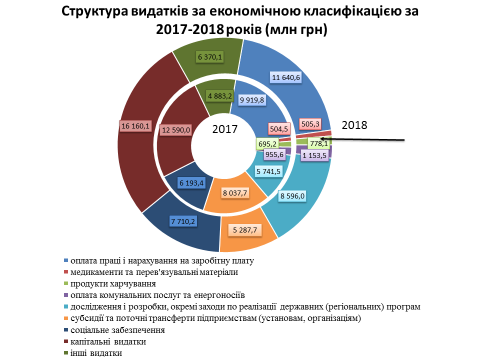 Структура видатків за економічною класифікацією за
2017-2018 років (млн грн)
6 370,1
11 640,6
4 883,2
9 919,8
16 160,1
12 590,0
2017
504,5
505,3
2018
695,2
778,1
955,6
1 153,5
5 741,5
6 193,4
8 037,7
8 596,0
7 710,2
5 287,7
оплата праці і нарахування на заробітну плату
медикаменти та перев'язувальні матеріали
продукти харчування
оплата комунальних послуг та енергоносіїв
дослідження і розробки, окремі заходи по реалізації державних (регіональних) програм
субсидії та поточні трансферти підприємствам (установам, організаціям)
соціальне забезпечення
капітальні видатки
інші видатки